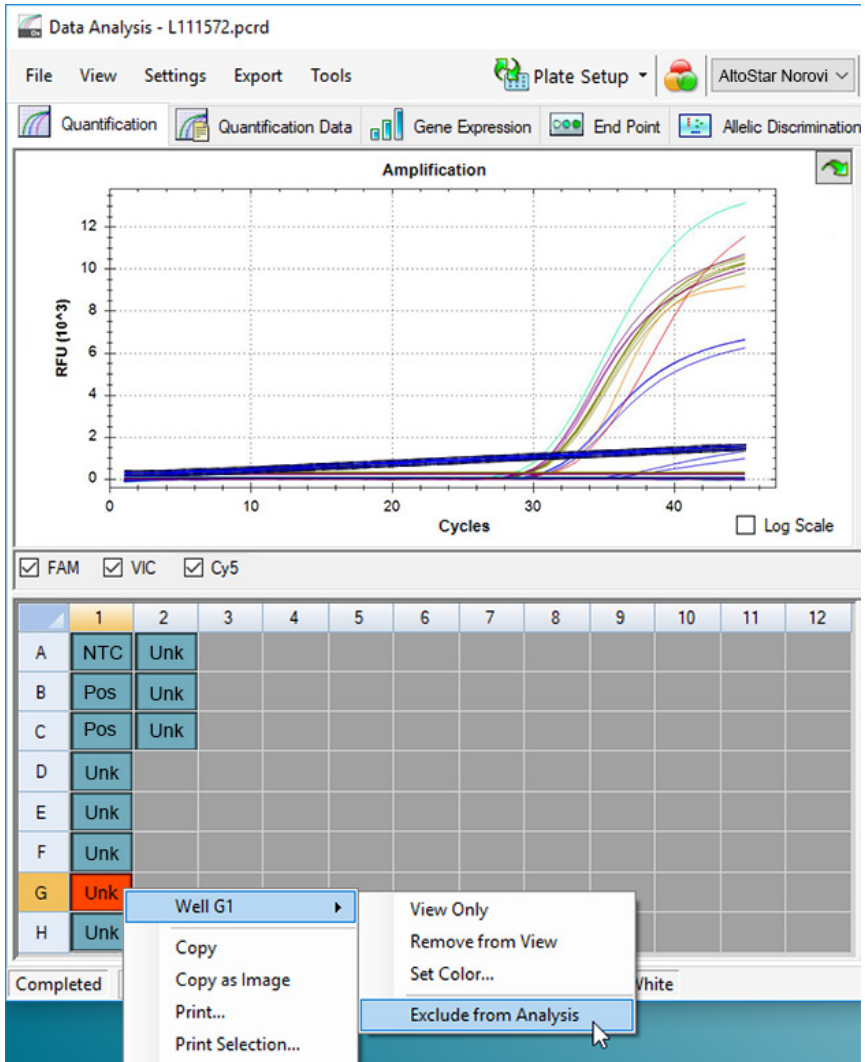 Data Analysis - L111572.pcrd
File View Settings Export Tools Plate Setup AltoStar Norovi
Quantification Quantification Data Gene Expression End Point Allelic Discrimination
Amplification
12
10
8
6
4
2
0
RFU (10^3)
0 10 20 30 40
Cycles
Log Scale
FAM VIC Cy5
1 2 3 4 5 6 7 8 9 10 11 12
A NTC Unk
B Pos Unk
C Pos Unk
D Unk
E Unk
F Unk
G Unk
H Unk
Well G1
Copy
Copy as Image
Print...
Print Selection...
View Only
Remove from View
Set Color...
Exclude from Analysis
Completed